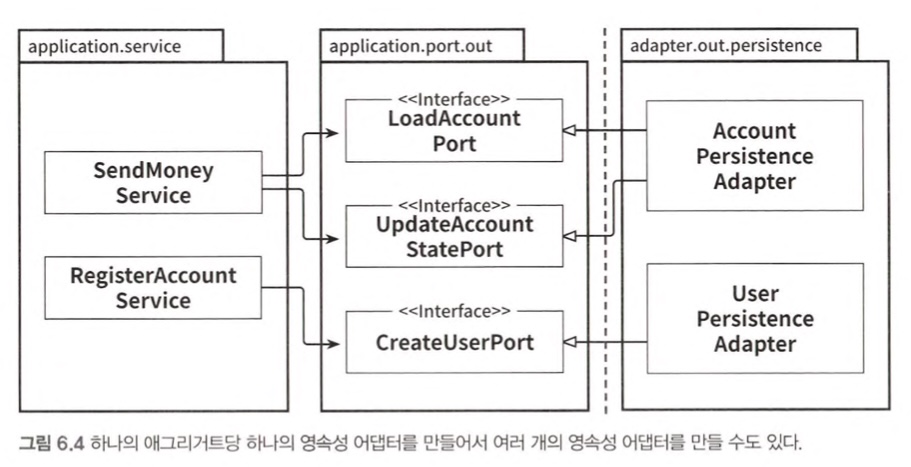 application.service
application.port.out
adapter.out.persistence
<<Interface>>
LoadAccount
Port
Account
Persistence
Adapter
SendMoney
Service
<<Interface>>
UpdateAccount
StatePort
RegisterAccount
Service
<<Interface>>
CreateUserPort
User
Persistence
Adapter
그림 6.4 하나의 애그리거트당 하나의 영속성 어댑터를 만들어서 여러 개의 영속성 어댑터를 만들 수도 있다.